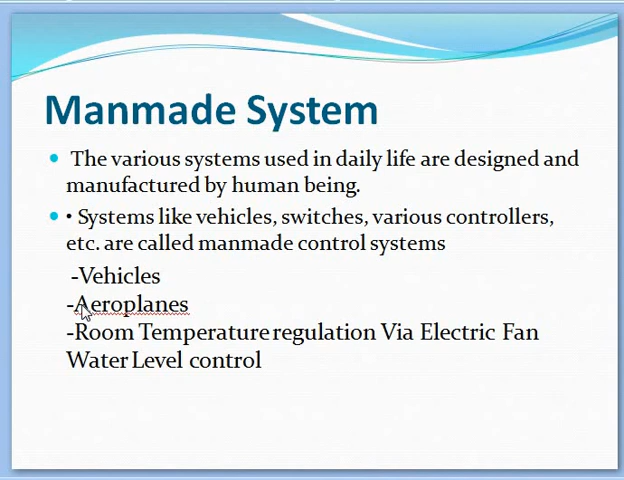 Manmade System
• The various systems used in daily life are designed and
manufactured by human being.
• • Systems like vehicles, switches, various controllers,
etc. are called manmade control systems
-Vehicles
-Aeroplanes
-Room Temperature regulation Via Electric Fan
Water Level control